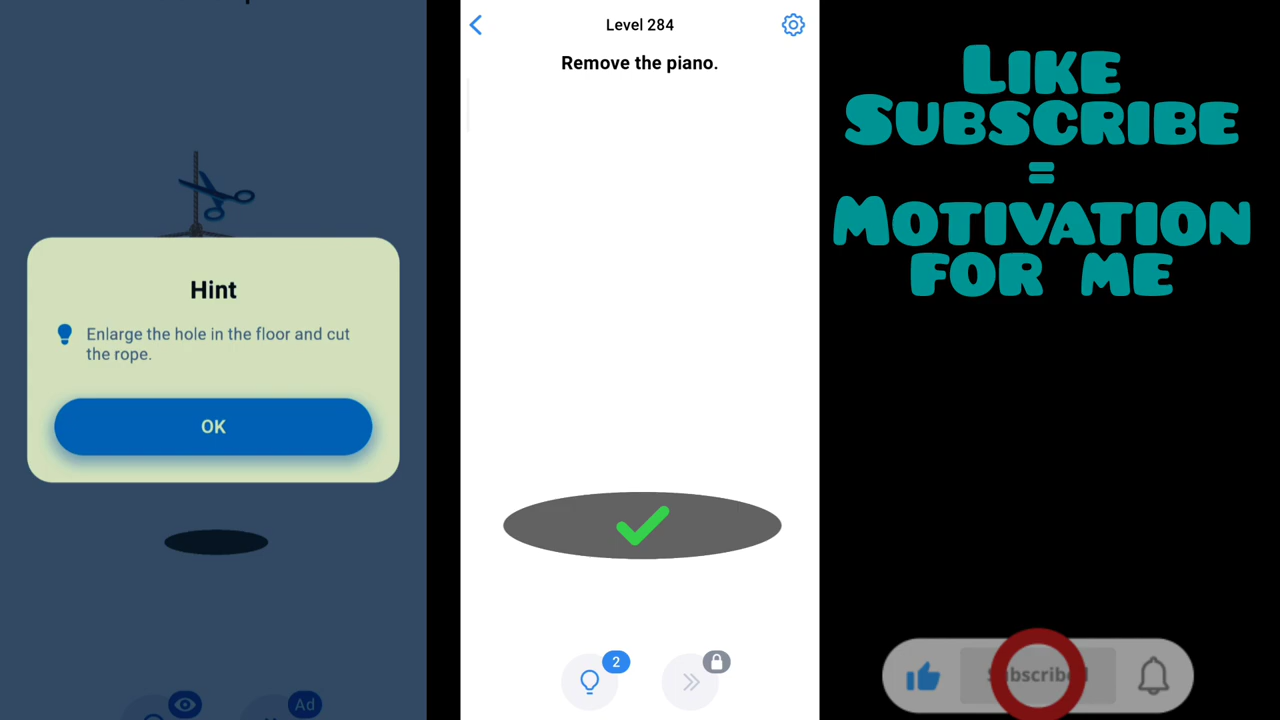 Hint
Enlarge the hole in the floor and cut
the rope.
OK
Ad
Level 284
Remove the piano.
2
LIKE
SUBSCRIBE
=
MOTIVATION
FOR ME
Subscribed